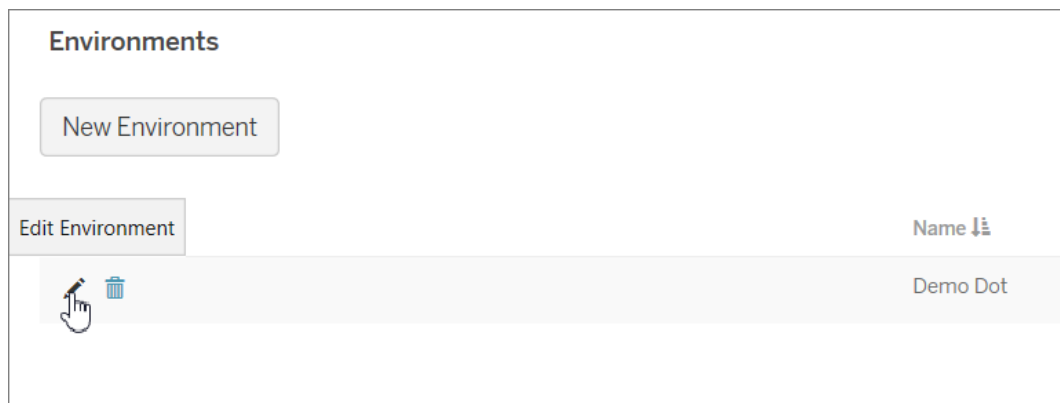 Environments
New Environment
Edit Environment
Name
Demo Dot